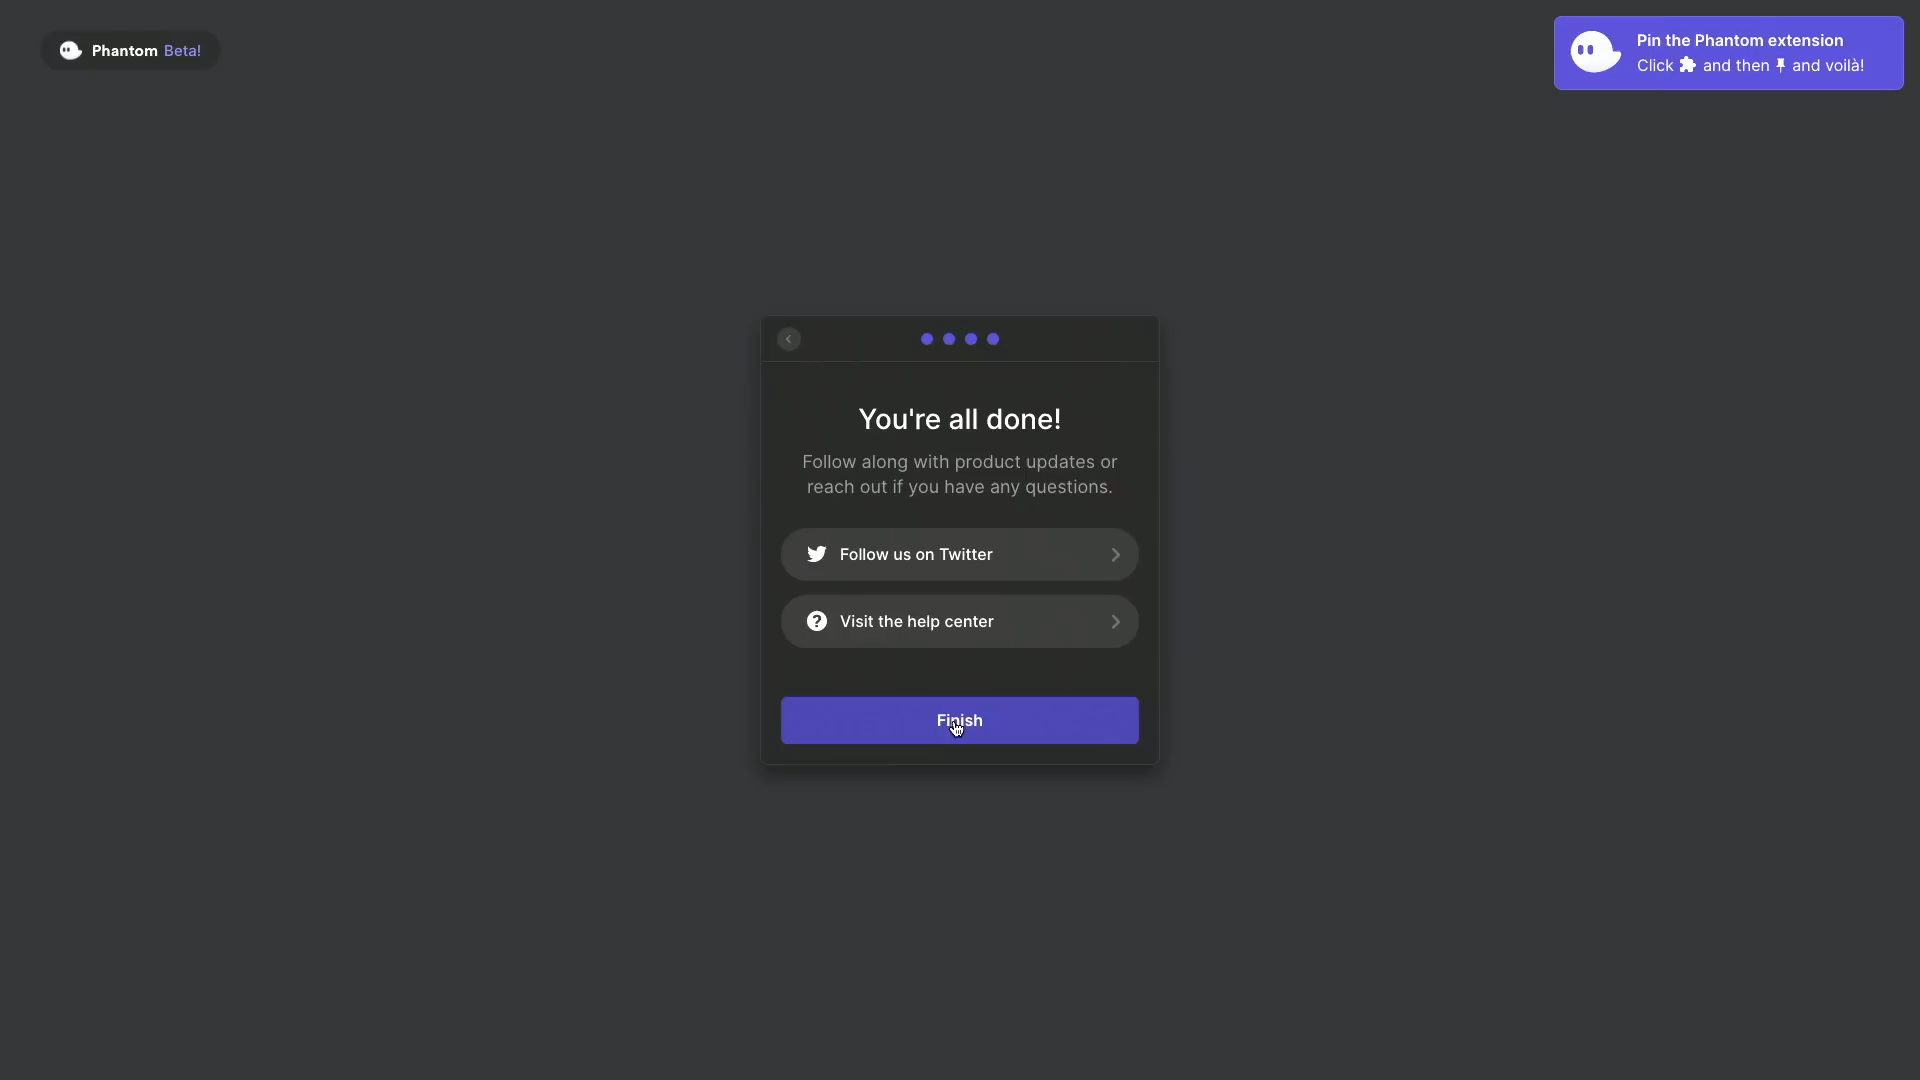 Phantom Beta!
Pin the Phantom extension
Click and then and voilà!
You're all done!
Follow along with product updates or
reach out if you have any questions.
Follow us on Twitter
Visit the help center
Finish